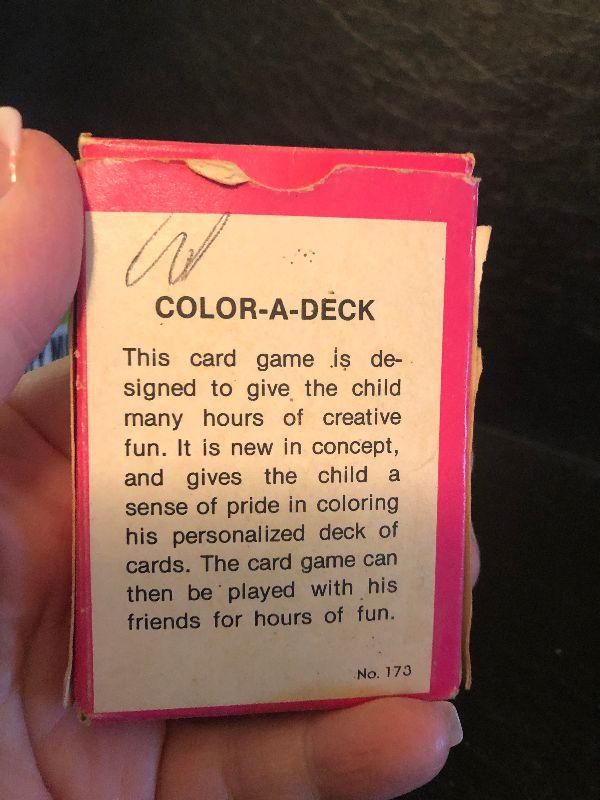 COLOR-A-DECK
This card game is de-
signed to give the child
many hours of creative
fun. It is new in concept,
and gives the child a
sense of pride in coloring
his personalized deck of
cards. The card game can
then be played with his
friends for hours of fun.
No. 173